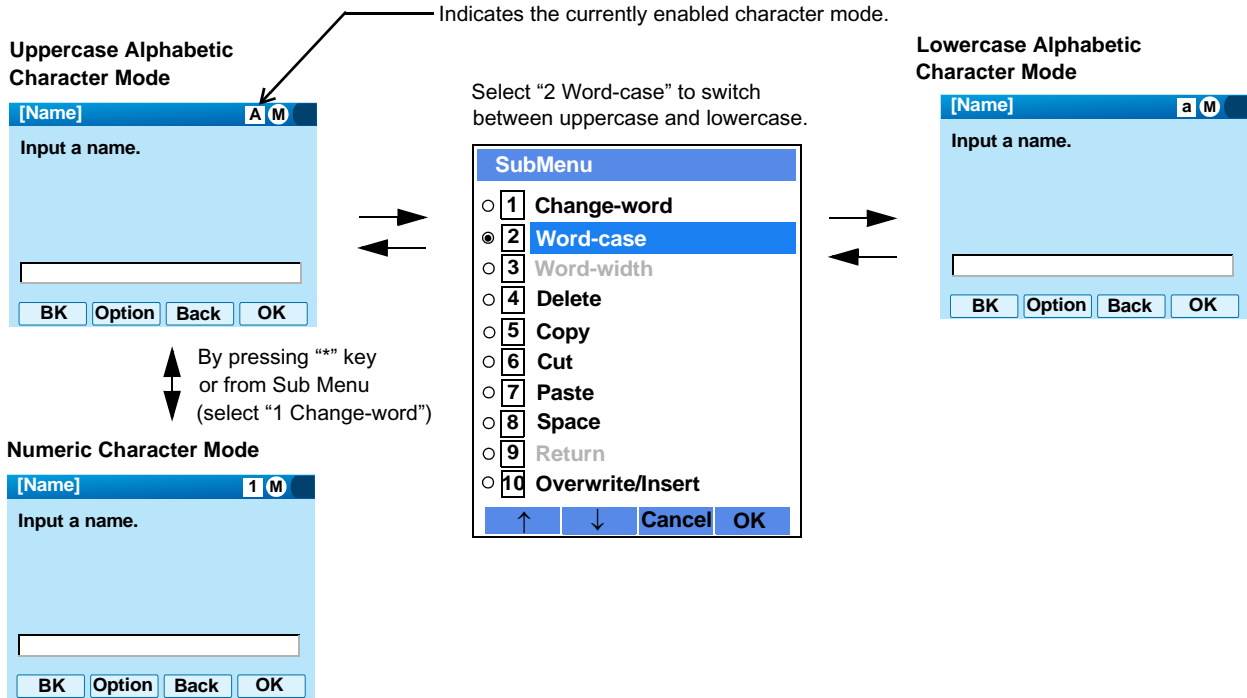 Indicates the currently enabled character mode.
Uppercase Alphabetic
Character Mode
[Name] A M
Input a name.
BK Option Back OK
By pressing “*” key
or from Sub Menu
(select “1 Change-word”)
Numeric Character Mode
[Name] 1 M
Input a name.
BK Option Back OK
Select “2 Word-case” to switch
between uppercase and lowercase.
SubMenu
1 Change-word
2 Word-case
3 Word-width
4 Delete
5 Copy
6 Cut
7 Paste
8 Space
9 Return
10 Overwrite/Insert
↑ ↓ Cancel OK
Lowercase Alphabetic
Character Mode
[Name] a M
Input a name.
BK Option Back OK